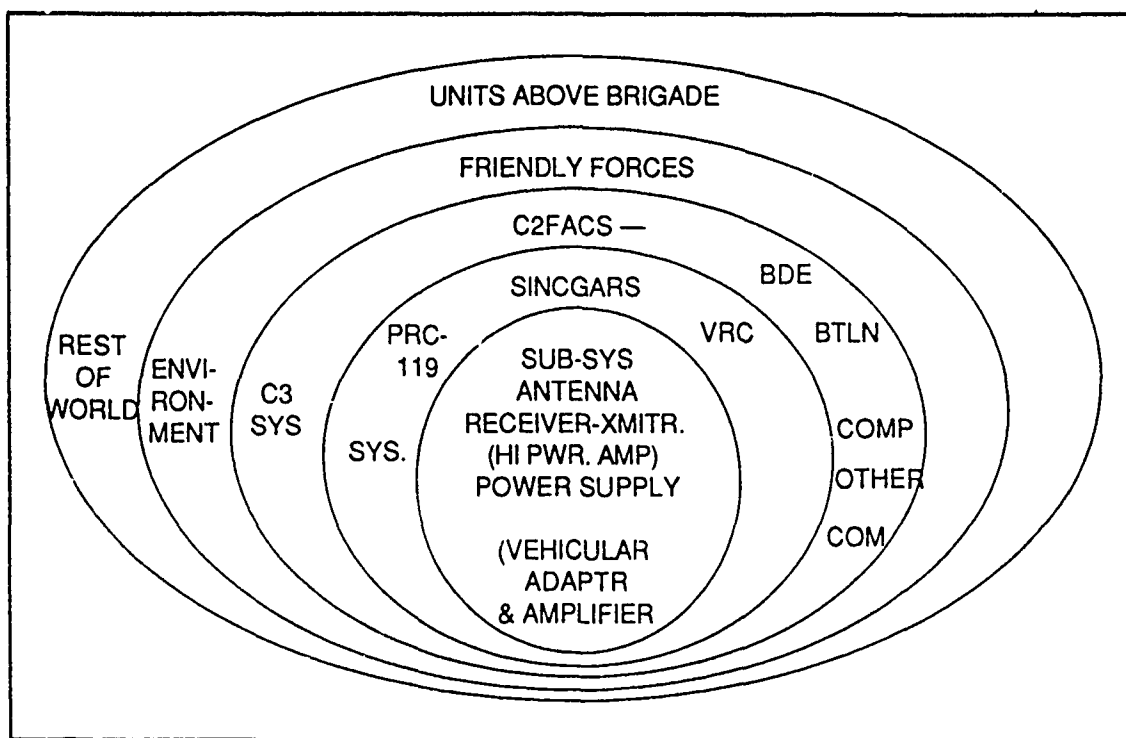 UNITS ABOVE BRIGADE
FRIENDLY FORCES
C2FACS —
SINCGARS
BDE
BTLN
COMP
OTHER
COM
VRC
PRC-
119
SYS.
C3
SYS
ENVI-
RON-
MENT
REST
OF
WORLD
SUB-SYS
ANTENNA
RECEIVER-XMITR.
(HI PWR. AMP)
POWER SUPPLY
(VEHICULAR
ADAPTR
& AMPLIFIER